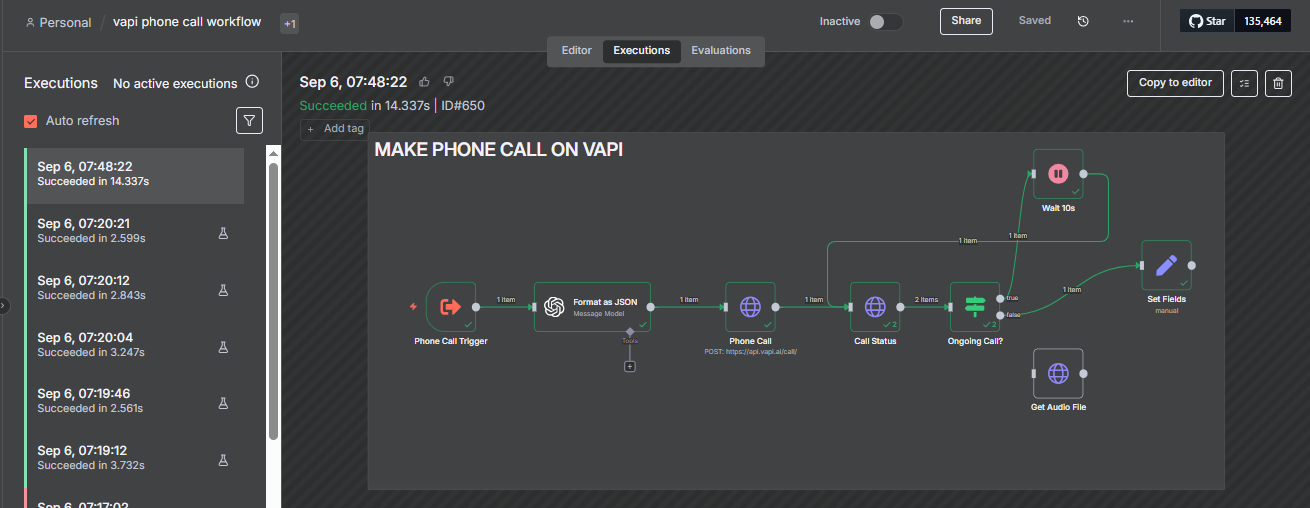 Personal / vapi phone call workflow +1
Inactive
Share
Saved
Star 135,464
Editor Executions Evaluations
Executions No active executions
Auto refresh
Sep 6, 07:48:22
Succeeded in 14.337s
Sep 6, 07:20:21
Succeeded in 2.599s
Sep 6, 07:20:12
Succeeded in 2.843s
Sep 6, 07:20:04
Succeeded in 3.247s
Sep 6, 07:19:46
Succeeded in 2.561s
Sep 6, 07:19:12
Succeeded in 3.732s
Sep 6, 07:17:02
Sep 6, 07:48:22
Succeeded in 14.337s | ID#650
+ Add tag
Copy to editor
MAKE PHONE CALL ON VAPI
Wait 10s
1 item
1 item
1 item
Set Fields
manual
Phone Call Trigger
1 item
Format as JSON
Message Model
Tools
1 item
Phone Call
POST: https://api.vapi.ai/call/
1 item
2
Call Status
2 items
true
false
2
Ongoing Call?
Get Audio File